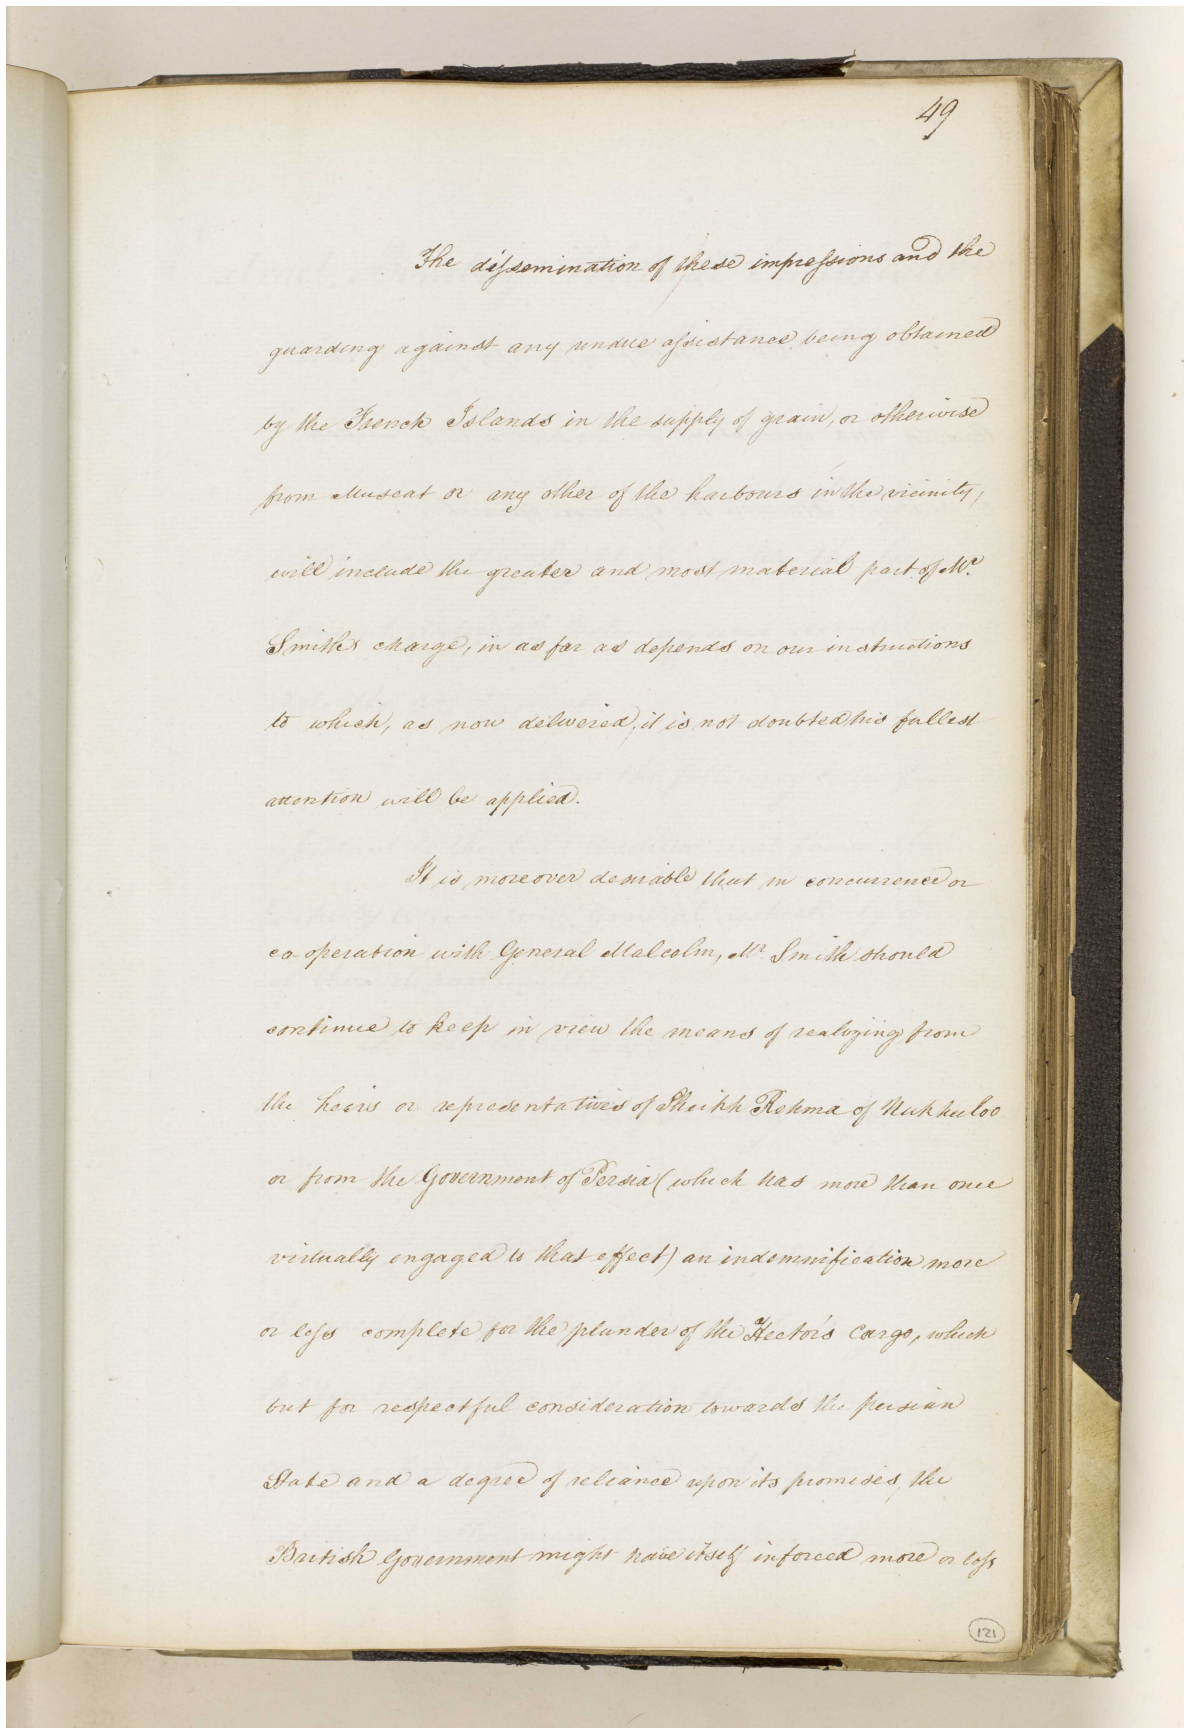 49
The dissemination of these impressions and the
guarding against any undue assistance being obtained
by the French Islands in the supply of grain, or otherwise
from Muscat or any other of the harbours in the vicinity,
will include the greater and most material part of Mr.
Smith's charge, in as far as depends on our instructions
to which, as now delivered, it is not doubted his fullest
attention will be applied.
It is moreover desirable that in concurrence or
co-operation with General Malcolm, Mr Smith should
continue to keep in view the means of realizing from
the heirs or representatives of Sheikh Rahma of Nukheeloo
or from the Government of Persia (which has more than once
virtually engaged to that effect) an indemnification more
or less complete for the plunder of the Hector's Cargo, which
but for respectful consideration towards the persian
State and a degree of reliance upon its promises, the
British Government might have itself inforced more or less
121